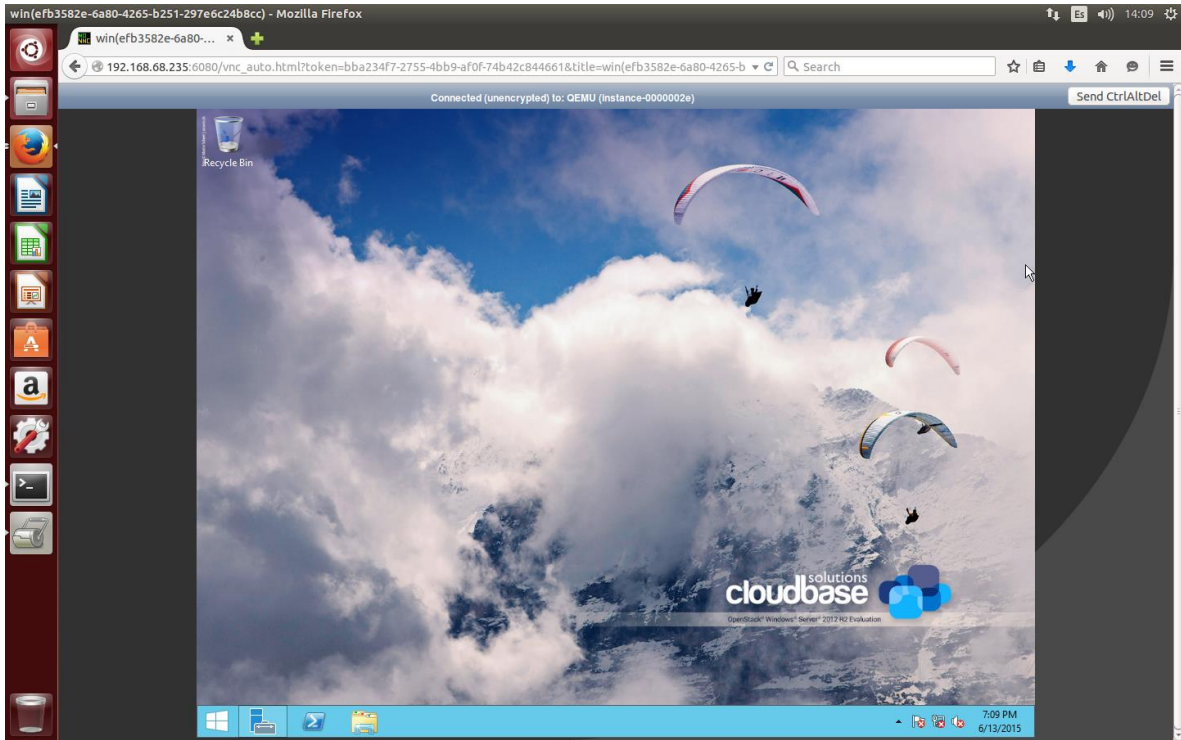 win(efb3582e-6a80-4265-b251-297e6c24b8cc) - Mozilla Firefox
Es
14:09
win(efb3582e-6a80-... ×
192.168.68.235:6080/vnc_auto.html?token=bba234f7-2755-4bb9-af0f-74b42c844661&title=win(efb3582e-6a80-4265-b
Search
Connected (unencrypted) to: QEMU (instance-0000002e)
Send CtrlAltDel
Recycle Bin
solutions
cloudbase
OpenStack® Windows® Server® 2012 R2 Evaluation
7:09 PM
6/13/2015